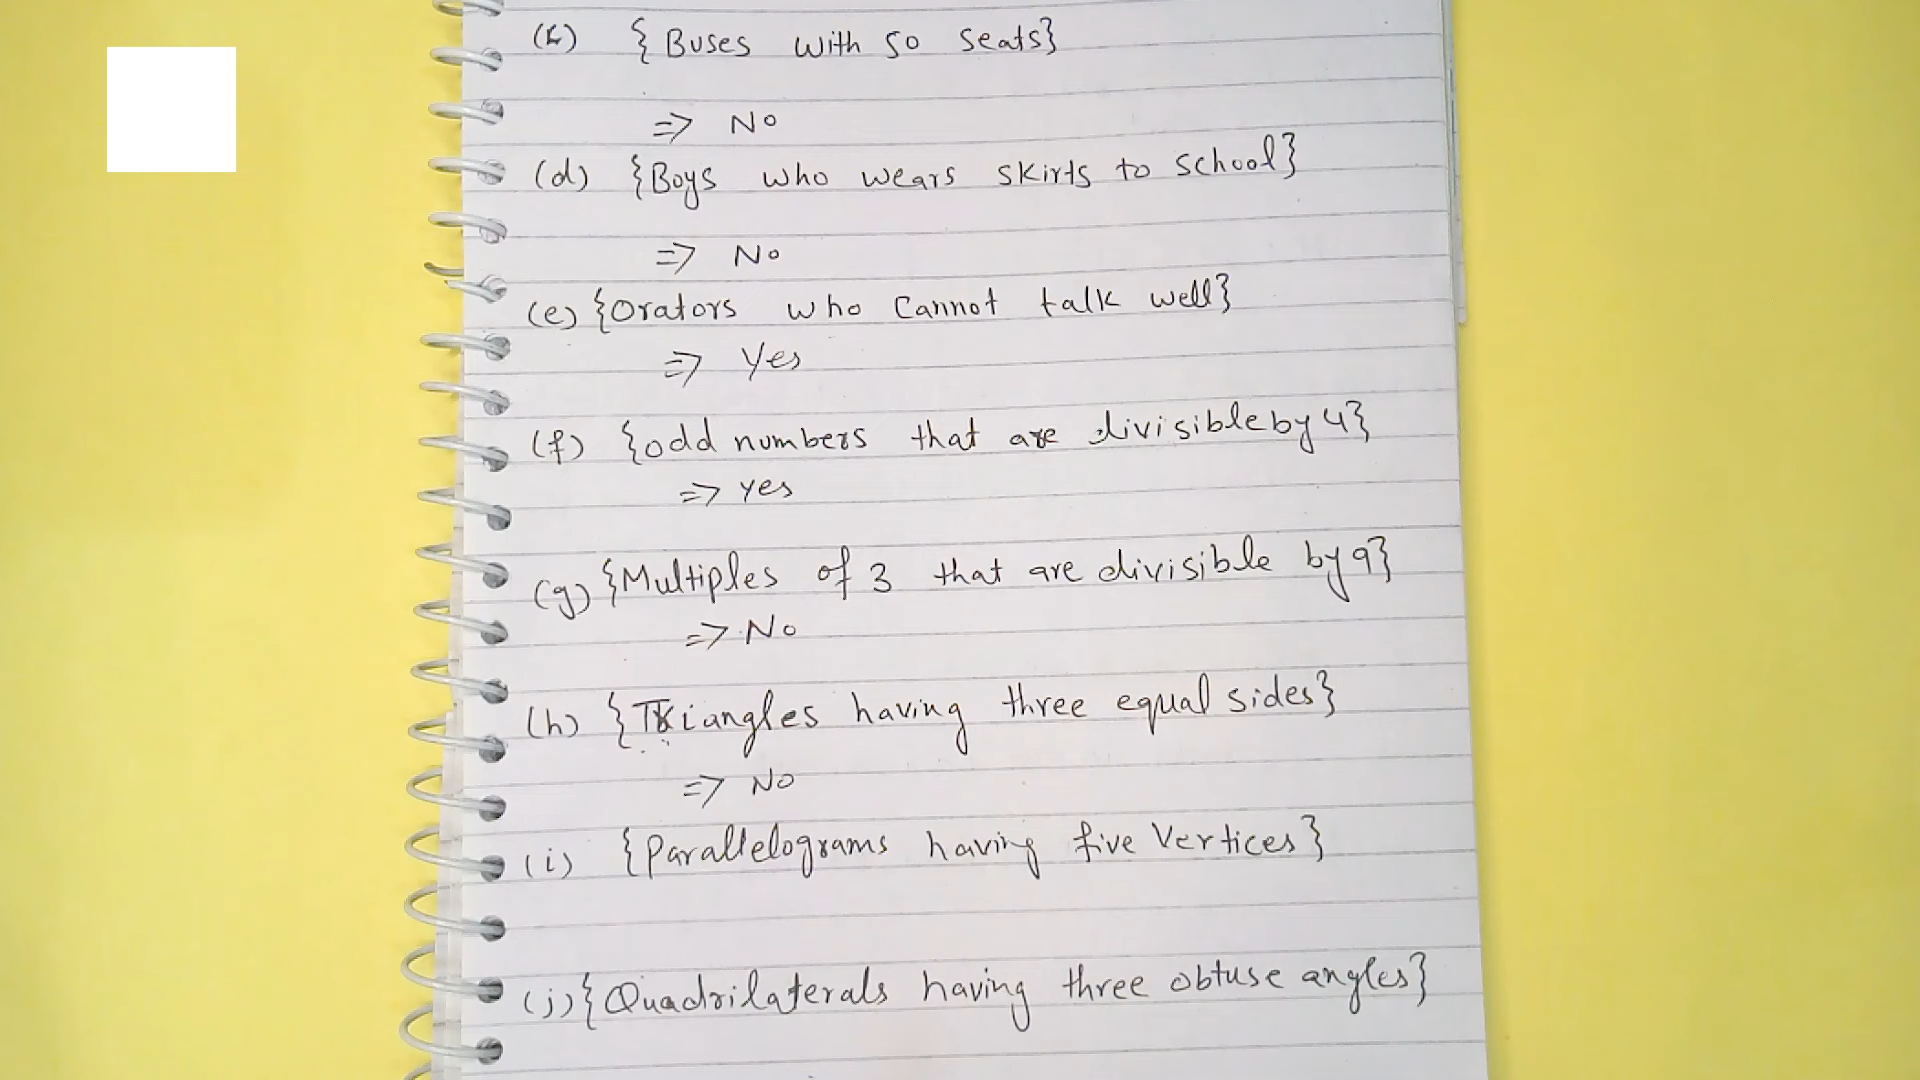 (c) {Buses with 50 seats}
=> No
(d) {Boys who wears skirts to school}
=> No
(e) {Orators who cannot talk well}
=> Yes
(f) {odd numbers that are divisible by 4}
=> yes
(g) {Multiples of 3 that are divisible by 9}
=> No
(h) {Triangles having three equal sides}
=> No
(i) {Parallelograms having five Vertices}
(j) {Quadrilaterals having three obtuse angles}